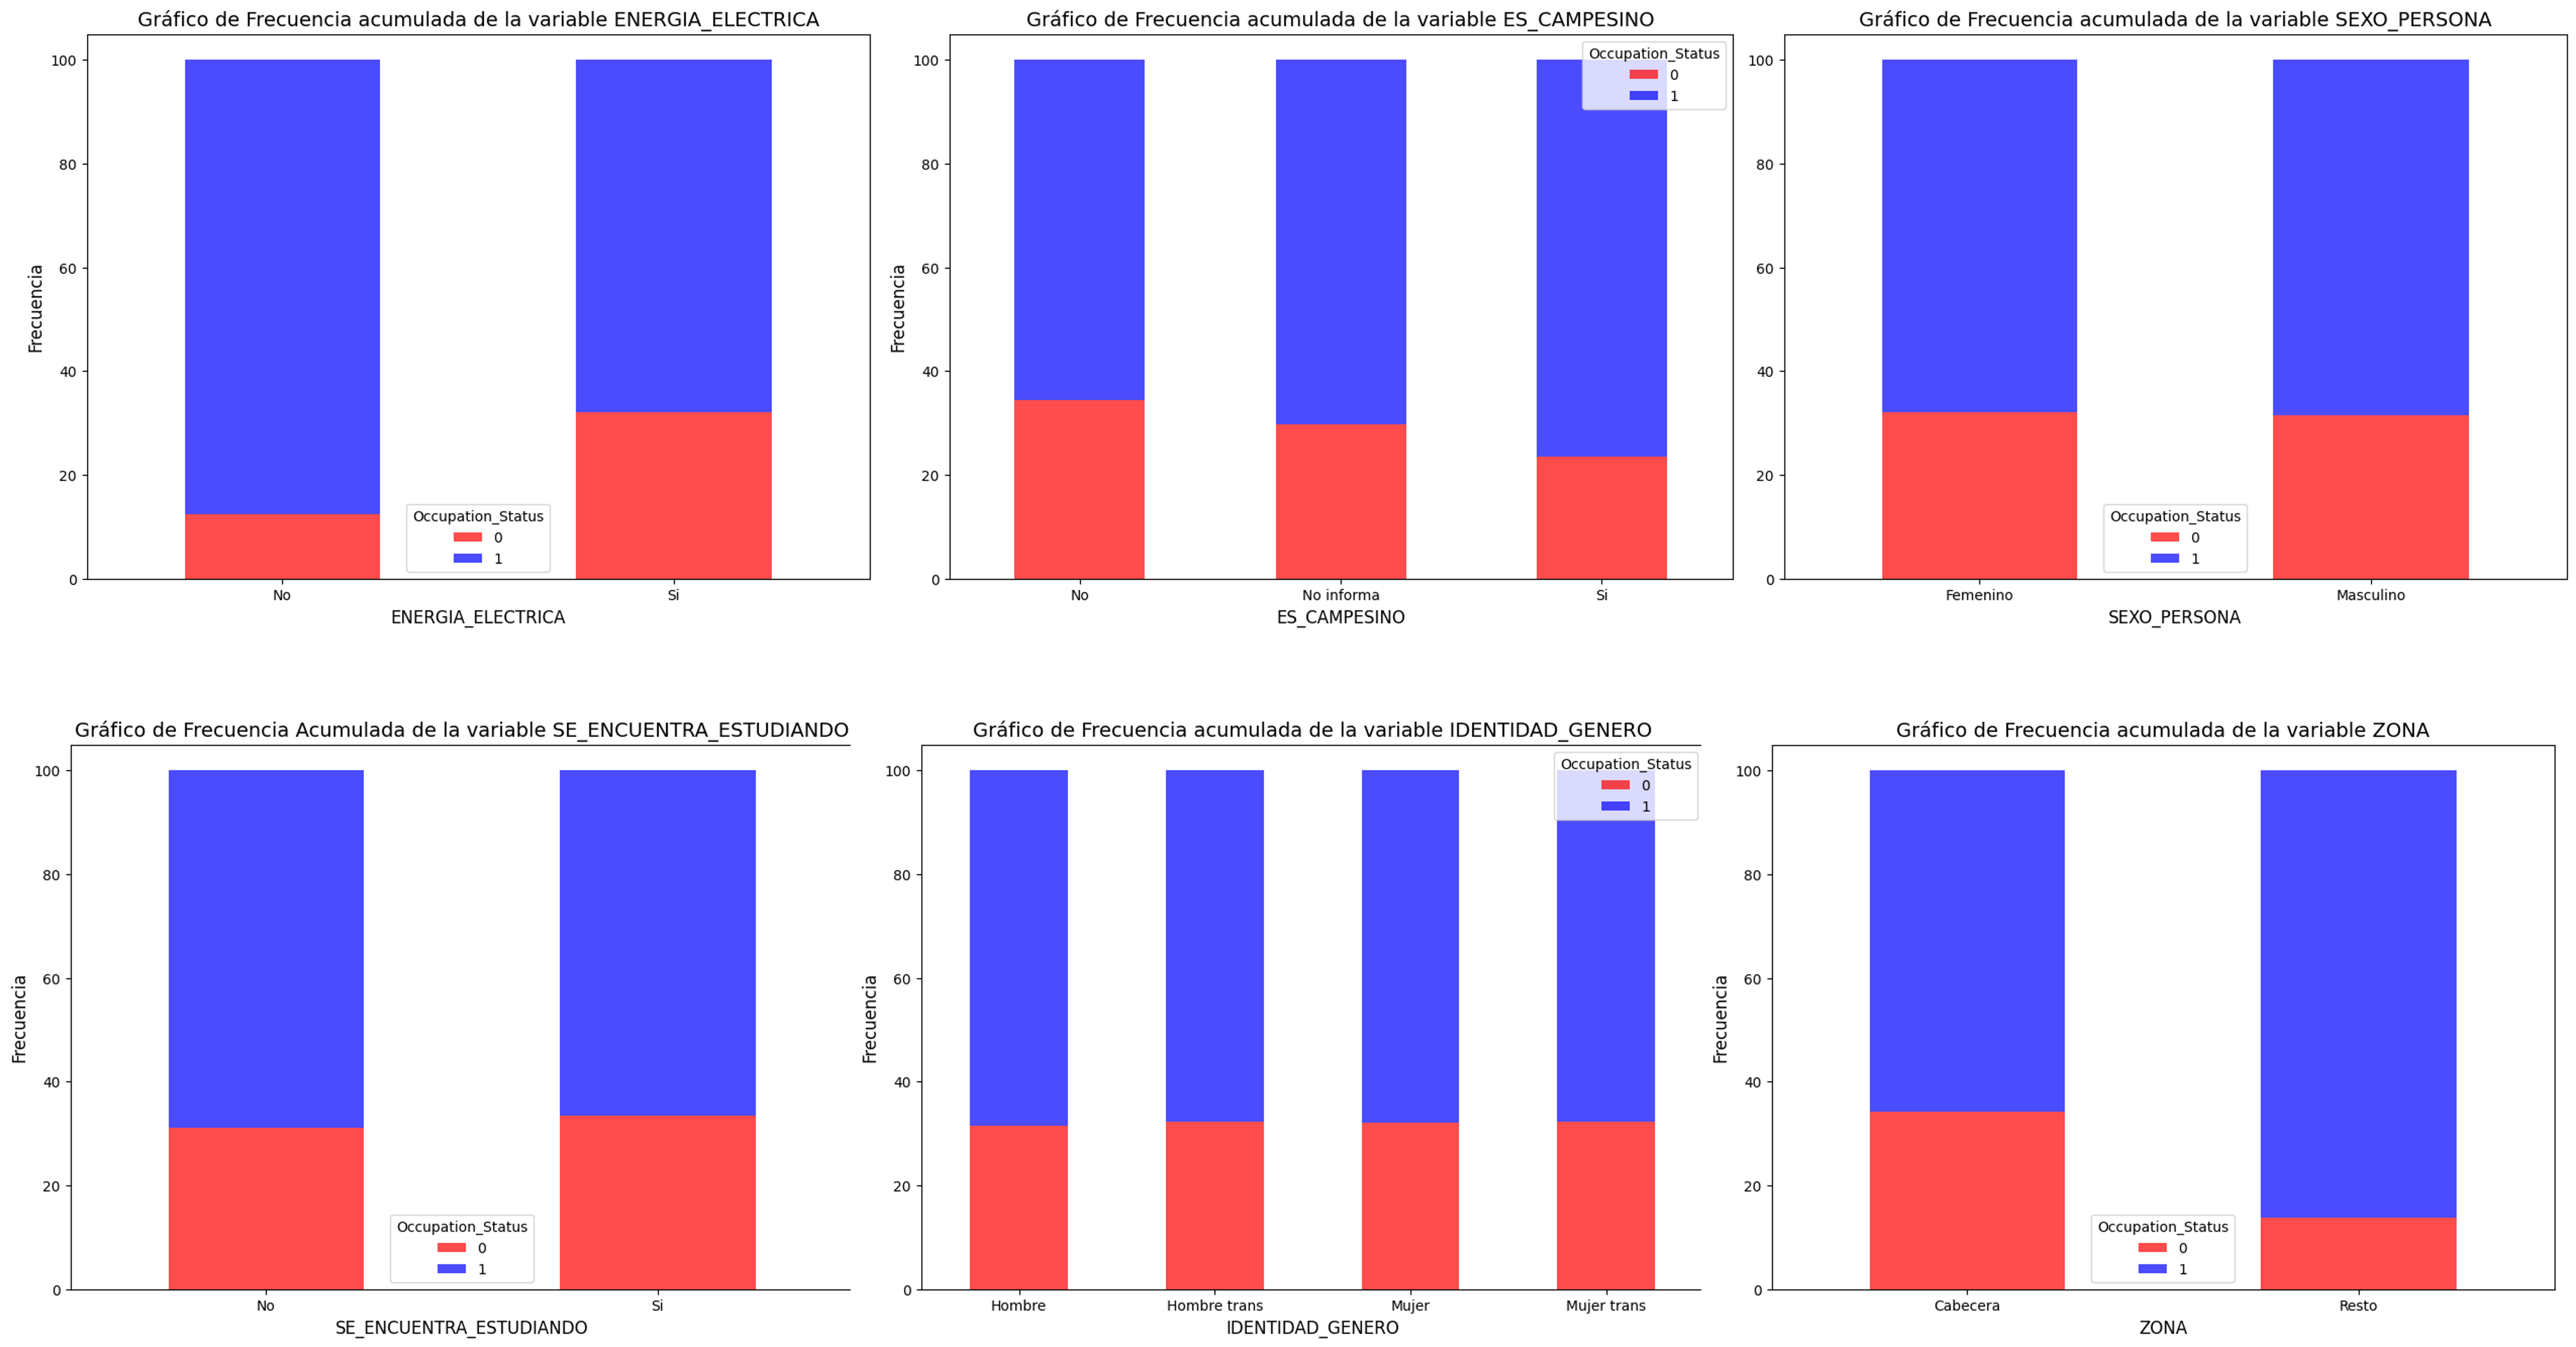 Gráfico de Frecuencia acumulada de la variable ENERGIA_ELECTRICA
100
80
60
40
20
0
Frecuencia
Occupation_Status
0
1
No
Si
ENERGIA_ELECTRICA
Gráfico de Frecuencia acumulada de la variable ES_CAMPESINO
Occupation_Status
0
1
100
80
60
40
20
0
Frecuencia
No
No informa
Si
ES_CAMPESINO
Gráfico de Frecuencia acumulada de la variable SEXO_PERSONA
100
80
60
40
20
0
Occupation_Status
0
1
Femenino
Masculino
SEXO_PERSONA
Gráfico de Frecuencia Acumulada de la variable SE_ENCUENTRA_ESTUDIANDO
100
80
60
40
20
0
Frecuencia
Occupation_Status
0
1
No
Si
SE_ENCUENTRA_ESTUDIANDO
Gráfico de Frecuencia acumulada de la variable IDENTIDAD_GENERO
Occupation_Status
0
1
100
80
60
40
20
0
Frecuencia
Hombre
Hombre trans
Mujer
Mujer trans
IDENTIDAD_GENERO
Gráfico de Frecuencia acumulada de la variable ZONA
100
80
60
40
20
0
Frecuencia
Occupation_Status
0
1
Cabecera
Resto
ZONA